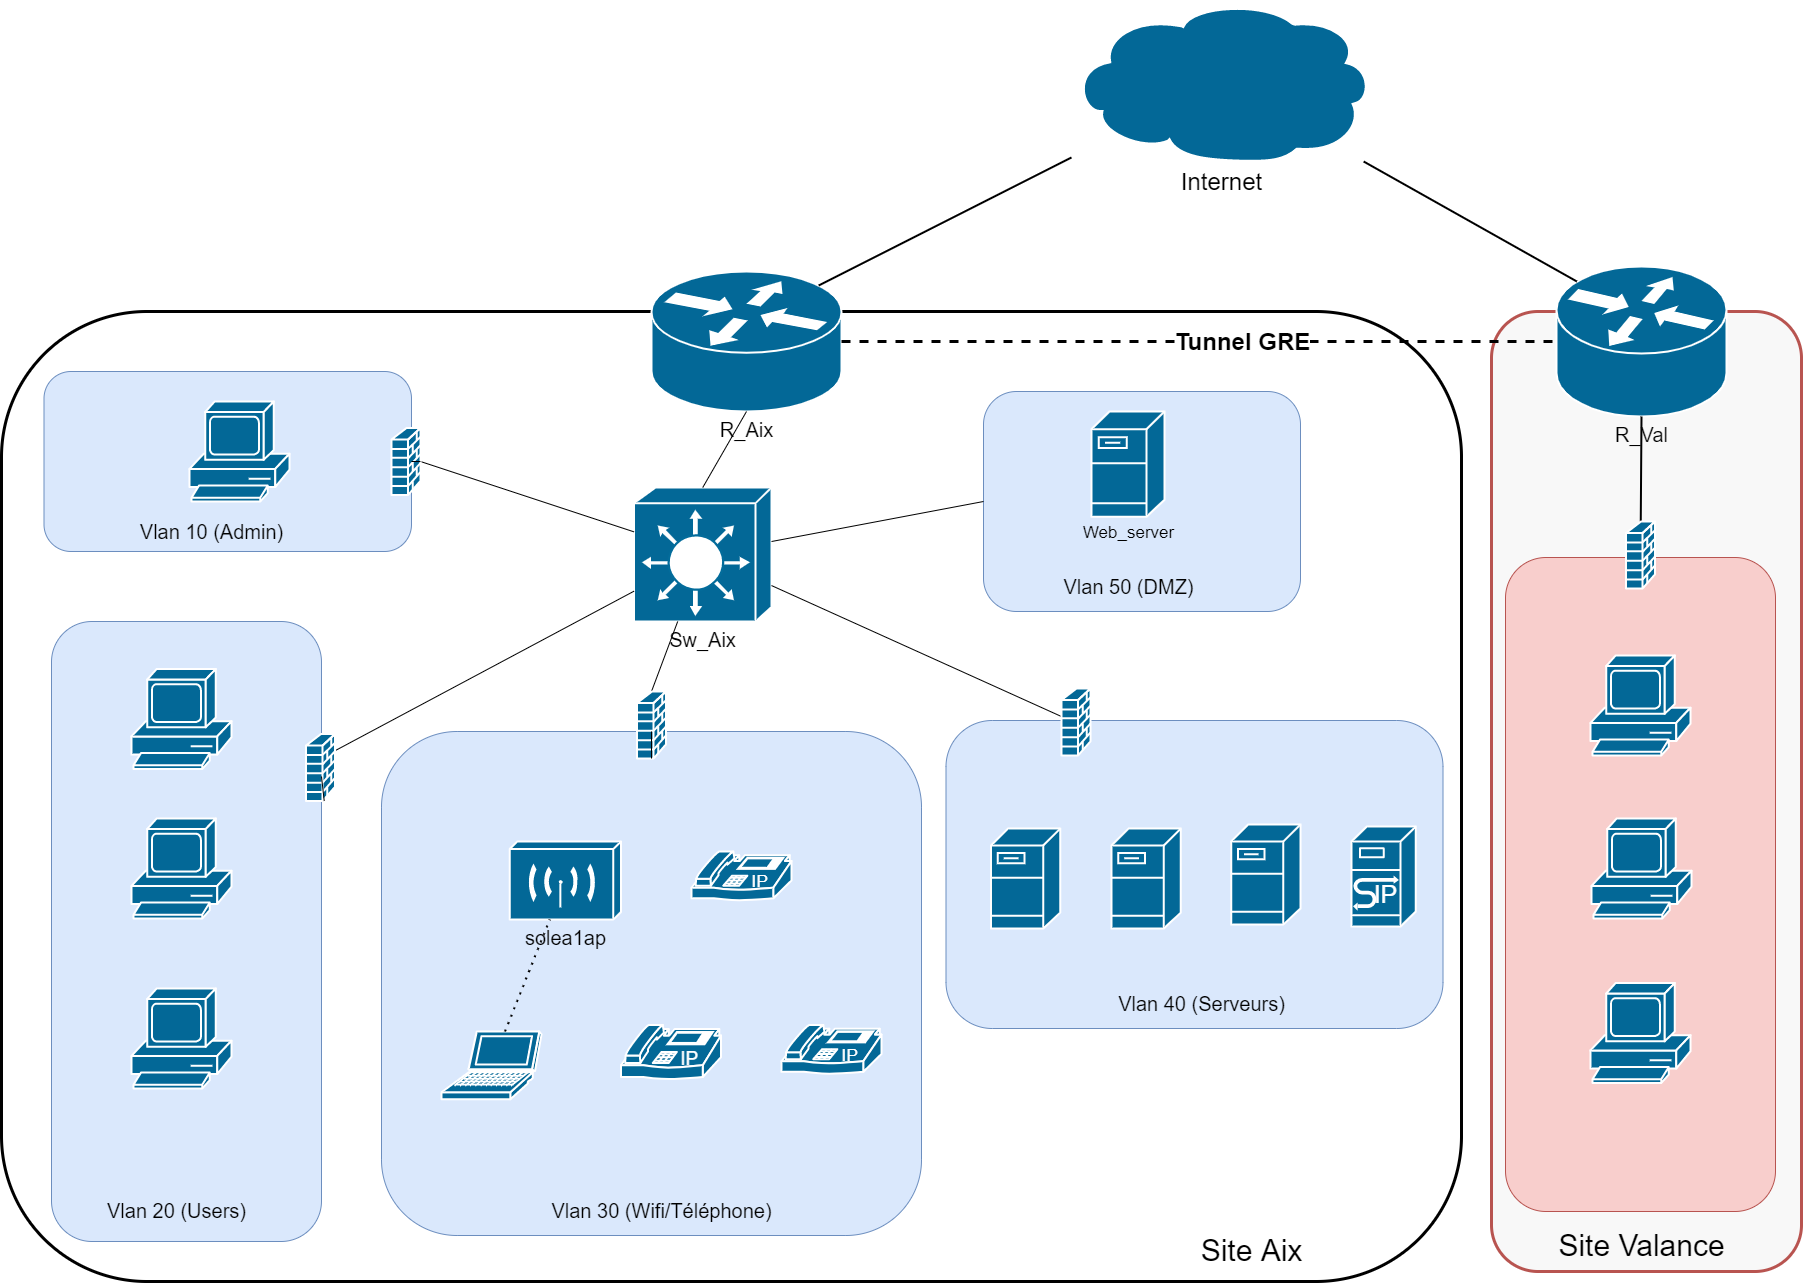 Internet
Tunnel GRE
R_Aix
R_Val
Vlan 10 (Admin)
Web_server
Vlan 50 (DMZ)
Sw_Aix
IP
SIP
solea1ap
Vlan 40 (Serveurs)
IP
IP
Vlan 20 (Users)
Vlan 30 (Wifi/Téléphone)
Site Aix
Site Valance